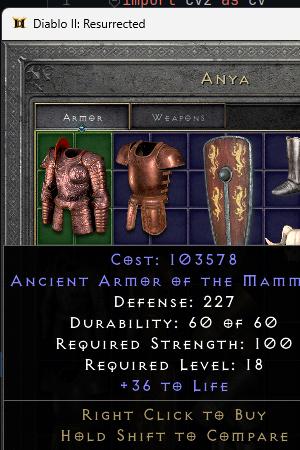 import cv2 as cv
Diablo II: Resurrected
Anya
Armor
Weapons
Cost: 103578
Ancient Armor of the Mamm
Defense: 227
Durability: 60 of 60
Required Strength: 100
Required Level: 18
+36 to Life
Right Click to Buy
Hold Shift to Compare